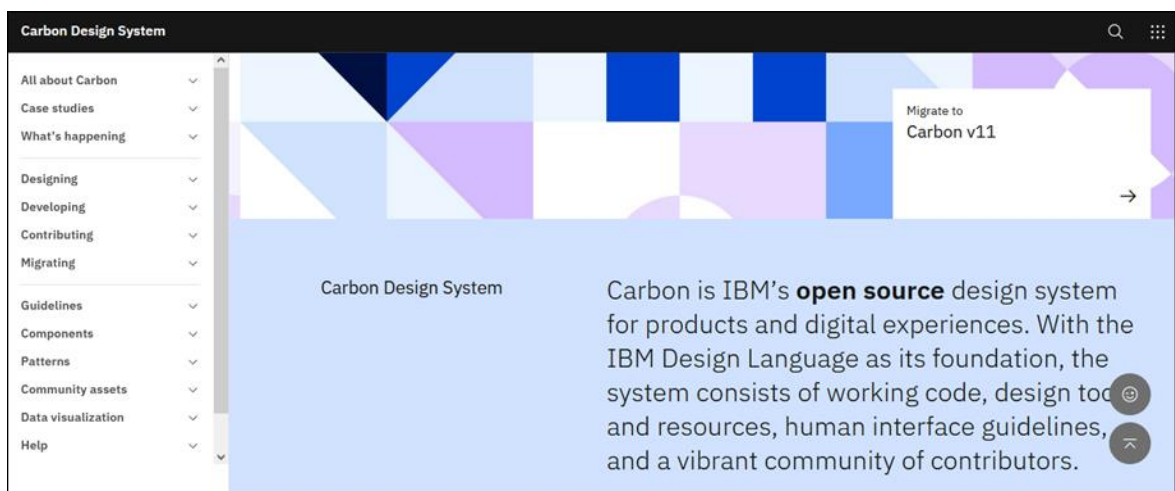 Carbon Design System
All about Carbon
Case studies
What's happening
Designing
Developing
Contributing
Migrating
Guidelines
Components
Patterns
Community assets
Data visualization
Help
Migrate to
Carbon v11
Carbon Design System
Carbon is IBM’s open source design system
for products and digital experiences. With the
IBM Design Language as its foundation, the
system consists of working code, design
and resources, human interface guidelines,
and a vibrant community of contributors.